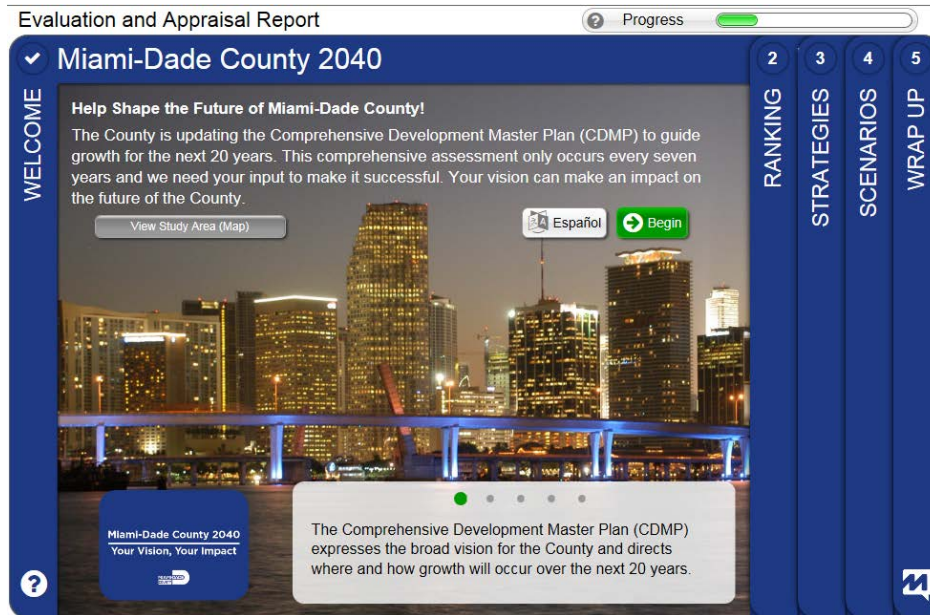 Evaluation and Appraisal Report
Progress
Miami-Dade County 2040
WELCOME
Help Shape the Future of Miami-Dade County!
The County is updating the Comprehensive Development Master Plan (CDMP) to guide
growth for the next 20 years. This comprehensive assessment only occurs every seven
years and we need your input to make it successful. Your vision can make an impact on
the future of the County.
View Study Area (Map)
Español
Begin
Miami-Dade County 2040
Your Vision, Your Impact
The Comprehensive Development Master Plan (CDMP)
expresses the broad vision for the County and directs
where and how growth will occur over the next 20 years.
2
RANKING
3
STRATEGIES
4
SCENARIOS
5
WRAP UP